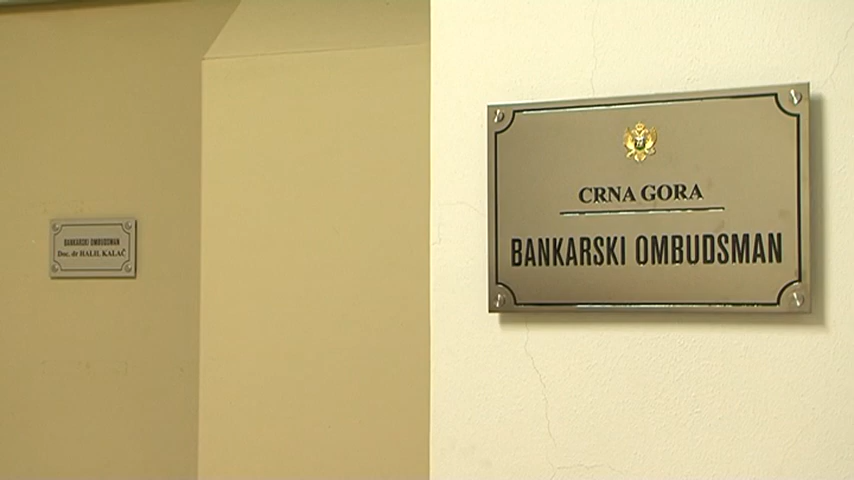 CRNA GORA
BANKARSKI OMBUDSMAN
BANKARSKI OMBUDSMAN
Doc. dr HALIL KALAČ